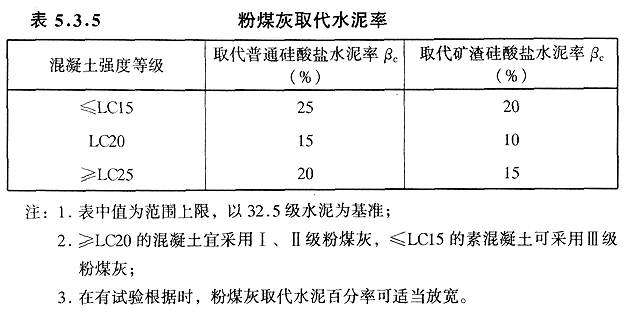 表 5.3.5 粉煤灰取代水泥率
混凝土强度等级 取代普通硅酸盐水泥率 βc (%) 取代矿渣硅酸盐水泥率 βc (%)
≤LC15 25 20
LC20 15 10
≥LC25 20 15
注：1. 表中值为范围上限，以 32.5 级水泥为基准；
2. ≥LC20 的混凝土宜采用Ⅰ、Ⅱ级粉煤灰，≤LC15 的素混凝土可采用Ⅲ级
粉煤灰；
3. 在有试验根据时，粉煤灰取代水泥百分率可适当放宽。